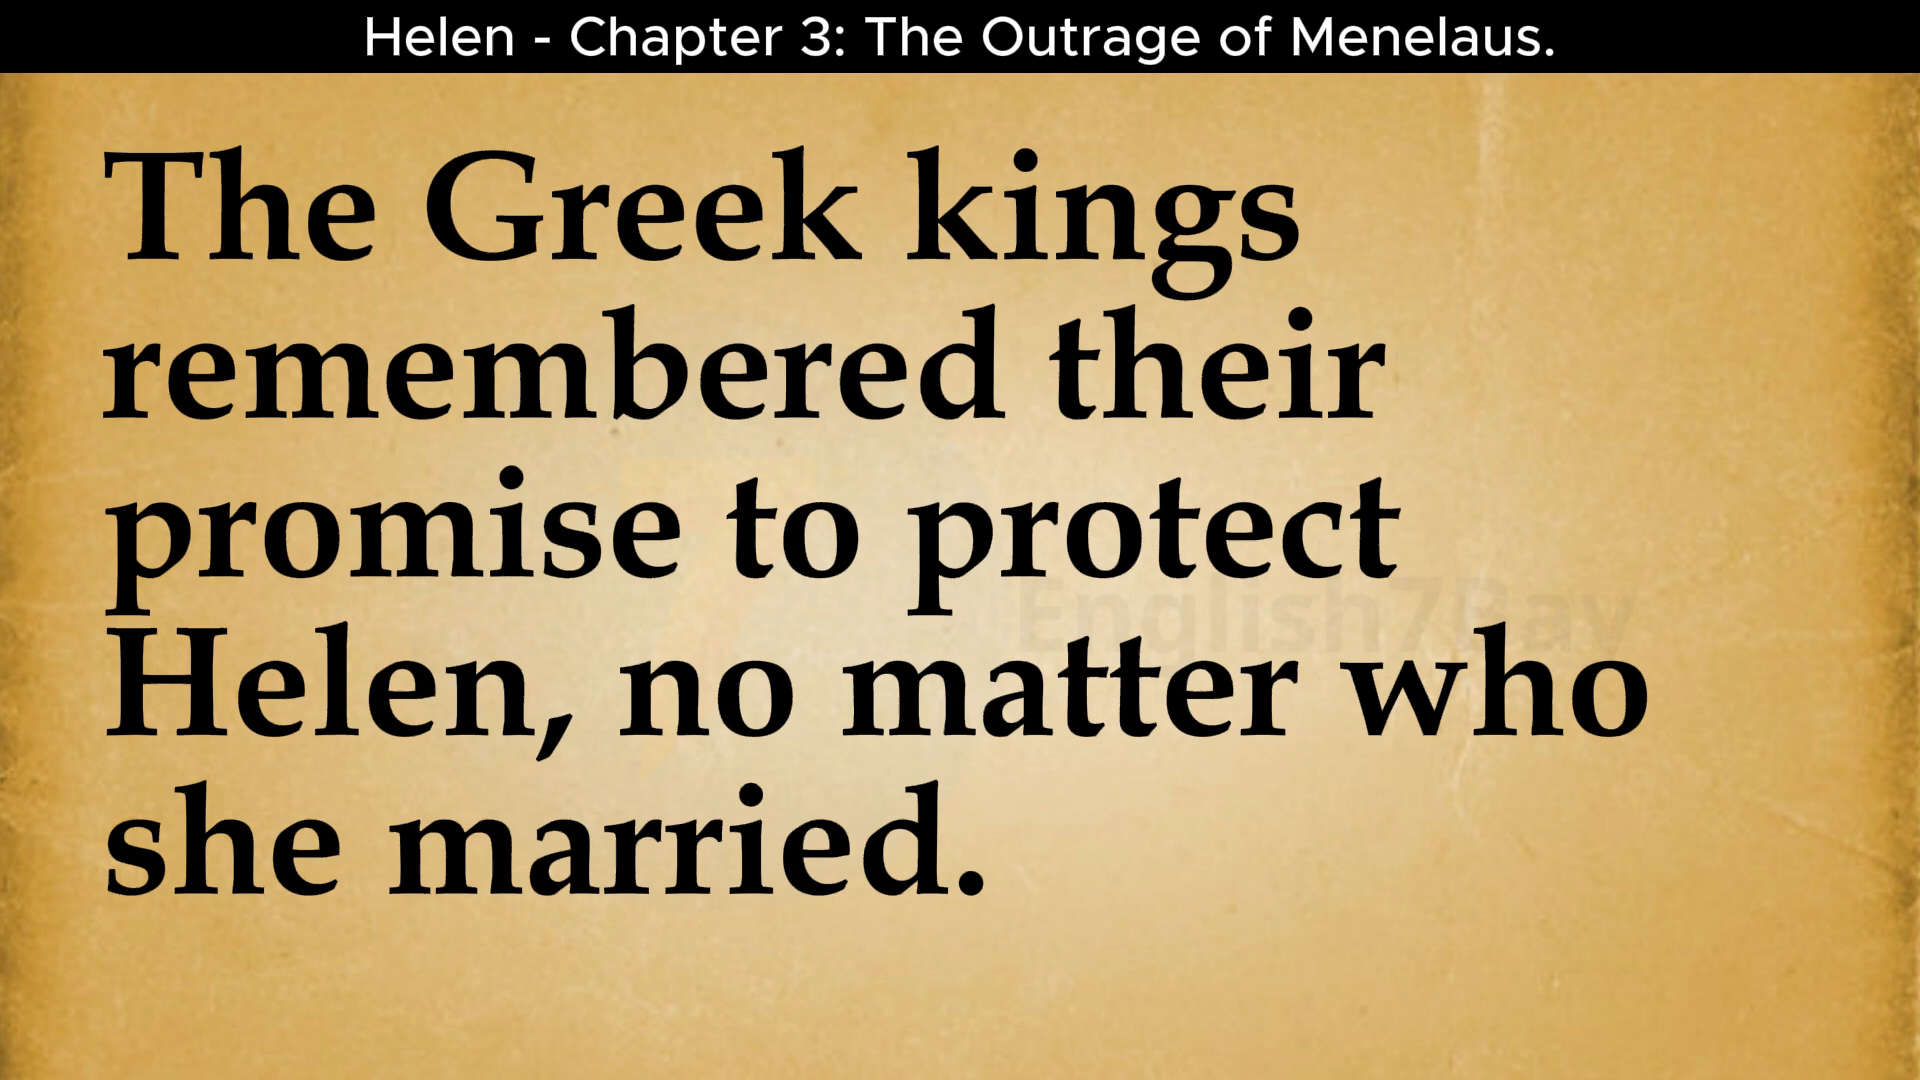 Helen - Chapter 3: The Outrage of Menelaus.
The Greek kings
remembered their
promise to protect
English7Bay
Helen, no matter who
she married.